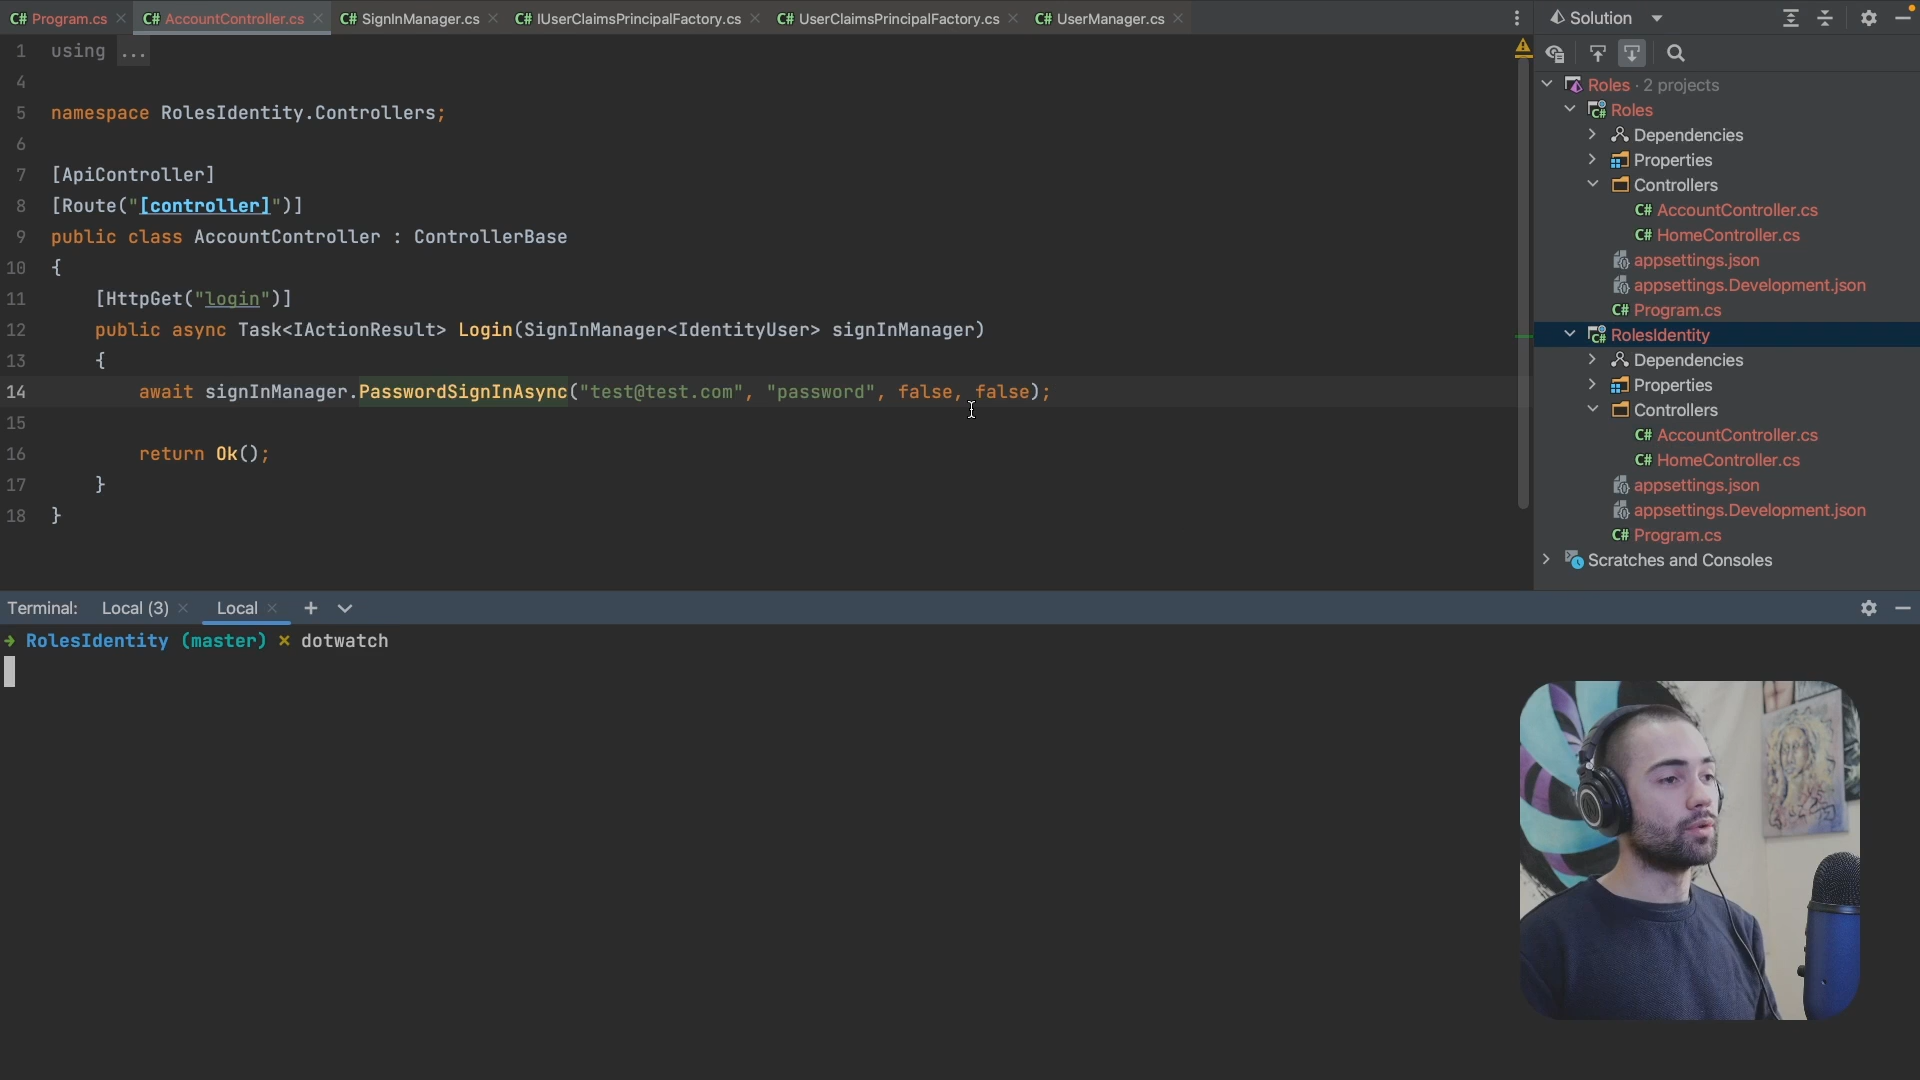 C# Program.cs
C# AccountController.cs
C# SignInManager.cs
C# IUserClaimsPrincipalFactory.cs
C# UserClaimsPrincipalFactory.cs
C# UserManager.cs
Solution
1 using ...
4
5 namespace RolesIdentity.Controllers;
6
7 [ApiController]
8 [Route("[controller]")]
9 public class AccountController : ControllerBase
10 {
11 [HttpGet("login")]
12 public async Task<IActionResult> Login(SignInManager<IdentityUser> signInManager)
13 {
14 await signInManager.PasswordSignInAsync("test@test.com", "password", false, false);
15
16 return Ok();
17 }
18 }
Roles · 2 projects
C# Roles
Dependencies
Properties
Controllers
C# AccountController.cs
C# HomeController.cs
appsettings.json
appsettings.Development.json
C# Program.cs
C# RolesIdentity
Dependencies
Properties
Controllers
C# AccountController.cs
C# HomeController.cs
appsettings.json
appsettings.Development.json
C# Program.cs
Scratches and Consoles
Terminal: Local (3) Local
RolesIdentity (master) × dotwatch